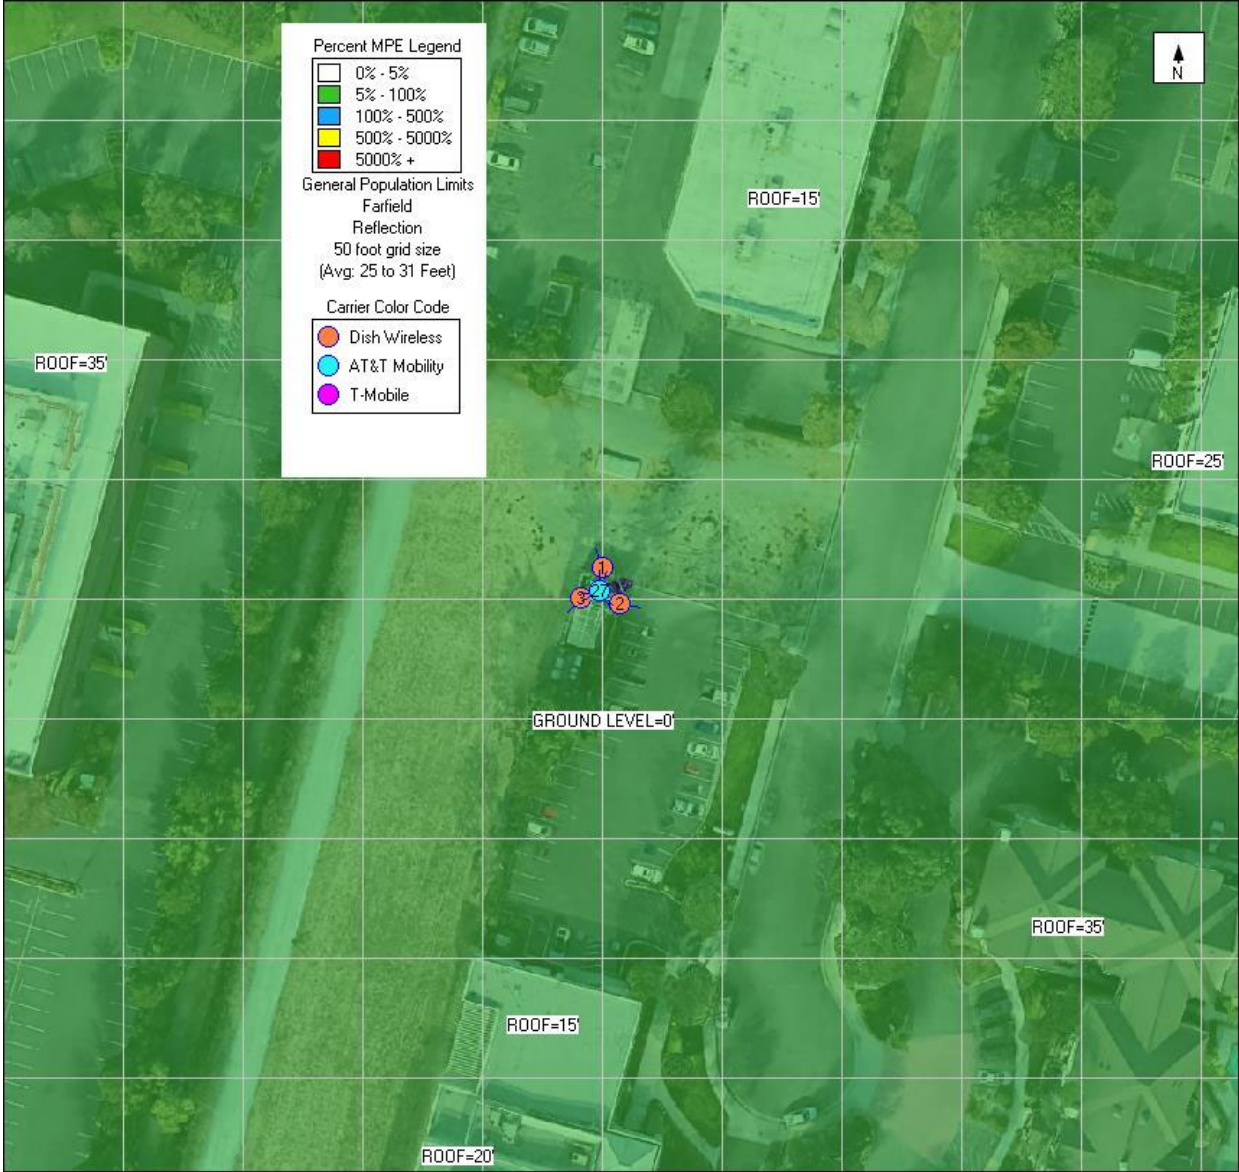 Percent MPE Legend
0% - 5%
5% - 100%
100% - 500%
500% - 5000%
5000% +
General Population Limits
Farfield
Reflection
50 foot grid size
(Avg: 25 to 31 Feet)
Carrier Color Code
Dish Wireless
AT&T Mobility
T-Mobile
N
ROOF=15'
ROOF=35'
ROOF=25'
1
27
3
2
GROUND LEVEL=0'
ROOF=35'
ROOF=15'
ROOF=20'